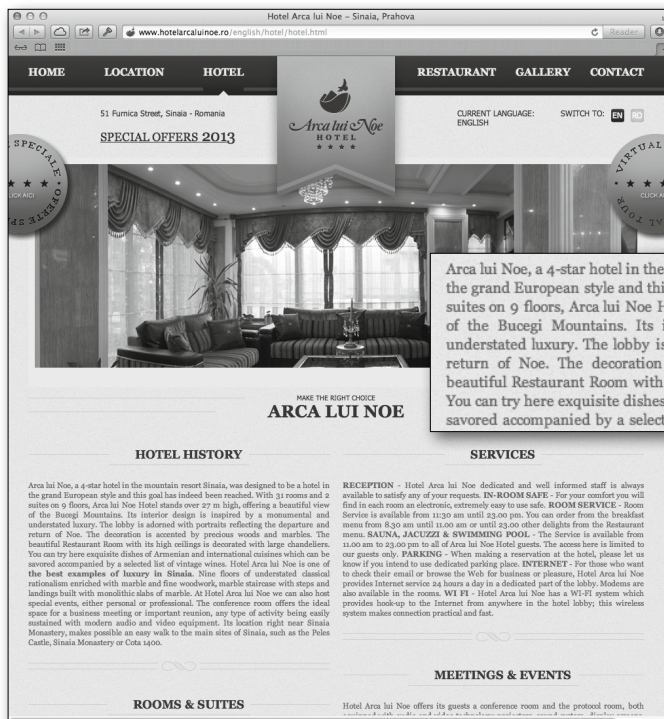 Hotel Arca lui Noe – Sinaia, Prahova
www.hotelarcaluinoe.ro/english/hotel/hotel.html
Reader
HOME LOCATION HOTEL RESTAURANT GALLERY CONTACT
51 Furnica Street, Sinaia - Romania
SPECIAL OFFERS 2013
Arca lui Noe
HOTEL
CURRENT LANGUAGE:
ENGLISH
SWITCH TO: EN RO
SPECIALE • OFERTE SPE
CLICK AICI
VIRTUAL
TOUR
CLICK AI
Arca lui Noe, a 4-star hotel in the
the grand European style and thi
suites on 9 floors, Arca lui Noe H
of the Bucegi Mountains. Its i
understated luxury. The lobby is
return of Noe. The decoration
beautiful Restaurant Room with
You can try here exquisite dishes
savored accompanied by a select
MAKE THE RIGHT CHOICE
ARCA LUI NOE
HOTEL HISTORY
Arca lui Noe, a 4-star hotel in the mountain resort Sinaia, was designed to be a hotel in
the grand European style and this goal has indeed been reached. With 31 rooms and 2
suites on 9 floors, Arca lui Noe Hotel stands over 27 m high, offering a beautiful view
of the Bucegi Mountains. Its interior design is inspired by a monumental and
understated luxury. The lobby is adorned with portraits reflecting the departure and
return of Noe. The decoration is accented by precious woods and marbles. The
beautiful Restaurant Room with its high ceilings is decorated with large chandeliers.
You can try here exquisite dishes of Armenian and international cuisines which can be
savored accompanied by a selected list of vintage wines. Hotel Arca lui Noe is one of
the best examples of luxury in Sinaia. Nine floors of understated classical
rationalism enriched with marble and fine woodwork, marble staircase with steps and
landings built with monolithic slabs of marble. At Hotel Arca lui Noe we can also host
special events, either personal or professional. The conference room offers the ideal
space for a business meeting or important reunion, any type of activity being easily
sustained with modern audio and video equipment. Its location right near Sinaia
Monastery, makes possible an easy walk to the main sites of Sinaia, such as the Peles
Castle, Sinaia Monastery or Cota 1400.
SERVICES
RECEPTION - Hotel Arca lui Noe dedicated and well informed staff is always
available to satisfy any of your requests. IN-ROOM SAFE - For your comfort you will
find in each room an electronic, extremely easy to use safe. ROOM SERVICE - Room
Service is available from 11:30 am until 23.00 pm. You can order from the breakfast
menu from 8.30 am until 11.00 am or until 23.00 other delights from the Restaurant
menu. SAUNA, JACUZZI & SWIMMING POOL - The Service is available from
11.00 am to 23.00 pm to all of Arca lui Noe Hotel guests. The access here is limited to
our guests only. PARKING - When making a reservation at the hotel, please let us
know if you intend to use dedicated parking place. INTERNET - For those who want
to check their email or browse the Web for business or pleasure, Hotel Arca lui Noe
provides Internet service 24 hours a day in a dedicated part of the lobby. Modems are
also available in the rooms. WI FI - Hotel Arca lui Noe has a WI-FI system which
provides hook-up to the Internet from anywhere in the hotel lobby; this wireless
system makes connection practical and fast.
ROOMS & SUITES
MEETINGS & EVENTS
Hotel Arca lui Noe offers its guests a conference room and the protocol room, both